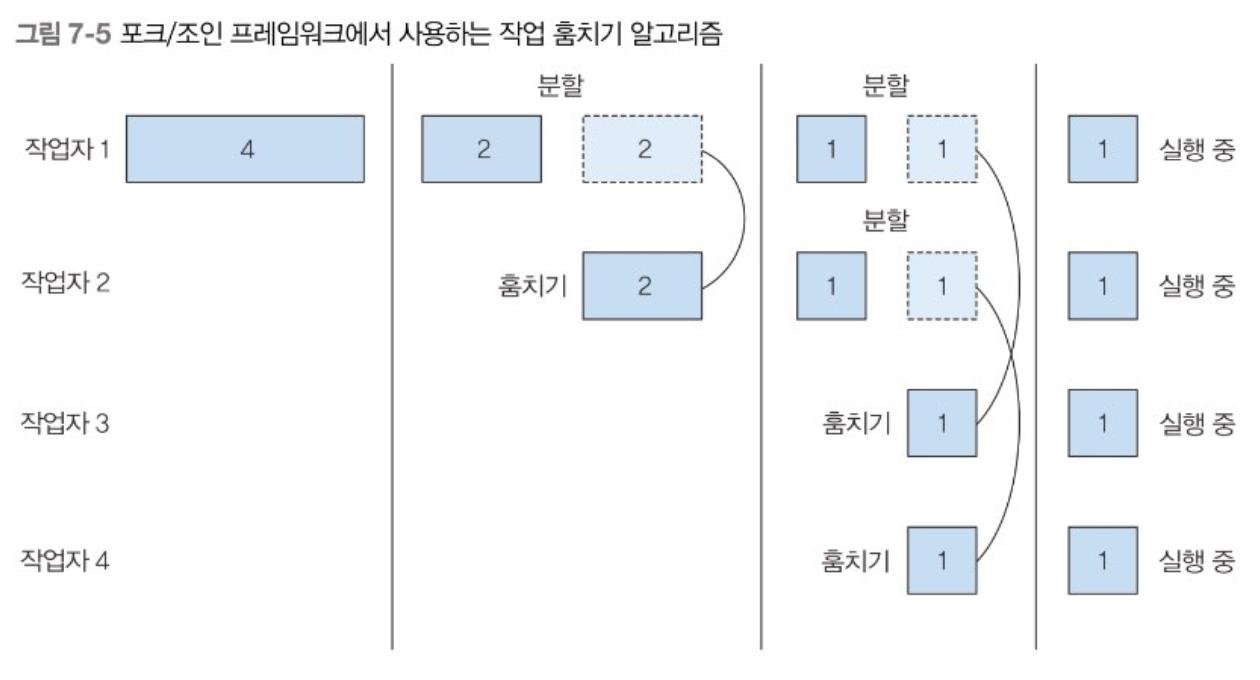 그림 7-5 포크/조인 프레임워크에서 사용하는 작업 훔치기 알고리즘
분할 분할
작업자 1 4 2 2 1 1 1 실행 중
분할
작업자 2 훔치기 2 1 1 1 실행 중
작업자 3 훔치기 1 1 실행 중
작업자 4 훔치기 1 1 실행 중